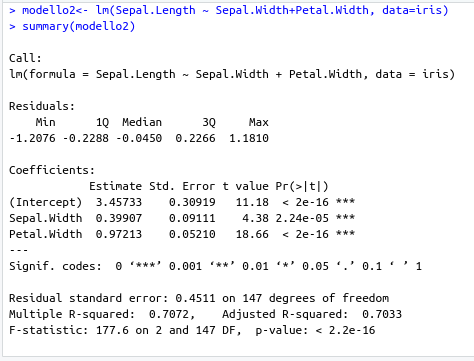 > modello2<- lm(Sepal.Length ~ Sepal.Width+Petal.Width, data=iris)
> summary(modello2)

Call:
lm(formula = Sepal.Length ~ Sepal.Width + Petal.Width, data = iris)

Residuals:
    Min      1Q  Median      3Q     Max
-1.2076 -0.2288 -0.0450  0.2266  1.1810

Coefficients:
            Estimate Std. Error t value Pr(>|t|)
(Intercept)  3.45733    0.30919   11.18  < 2e-16 ***
Sepal.Width  0.39907    0.09111    4.38 2.24e-05 ***
Petal.Width  0.97213    0.05210   18.66  < 2e-16 ***
---
Signif. codes:  0 ‘***’ 0.001 ‘**’ 0.01 ‘*’ 0.05 ‘.’ 0.1 ‘ ’ 1

Residual standard error: 0.4511 on 147 degrees of freedom
Multiple R-squared:  0.7072,    Adjusted R-squared:  0.7033
F-statistic: 177.6 on 2 and 147 DF,  p-value: < 2.2e-16